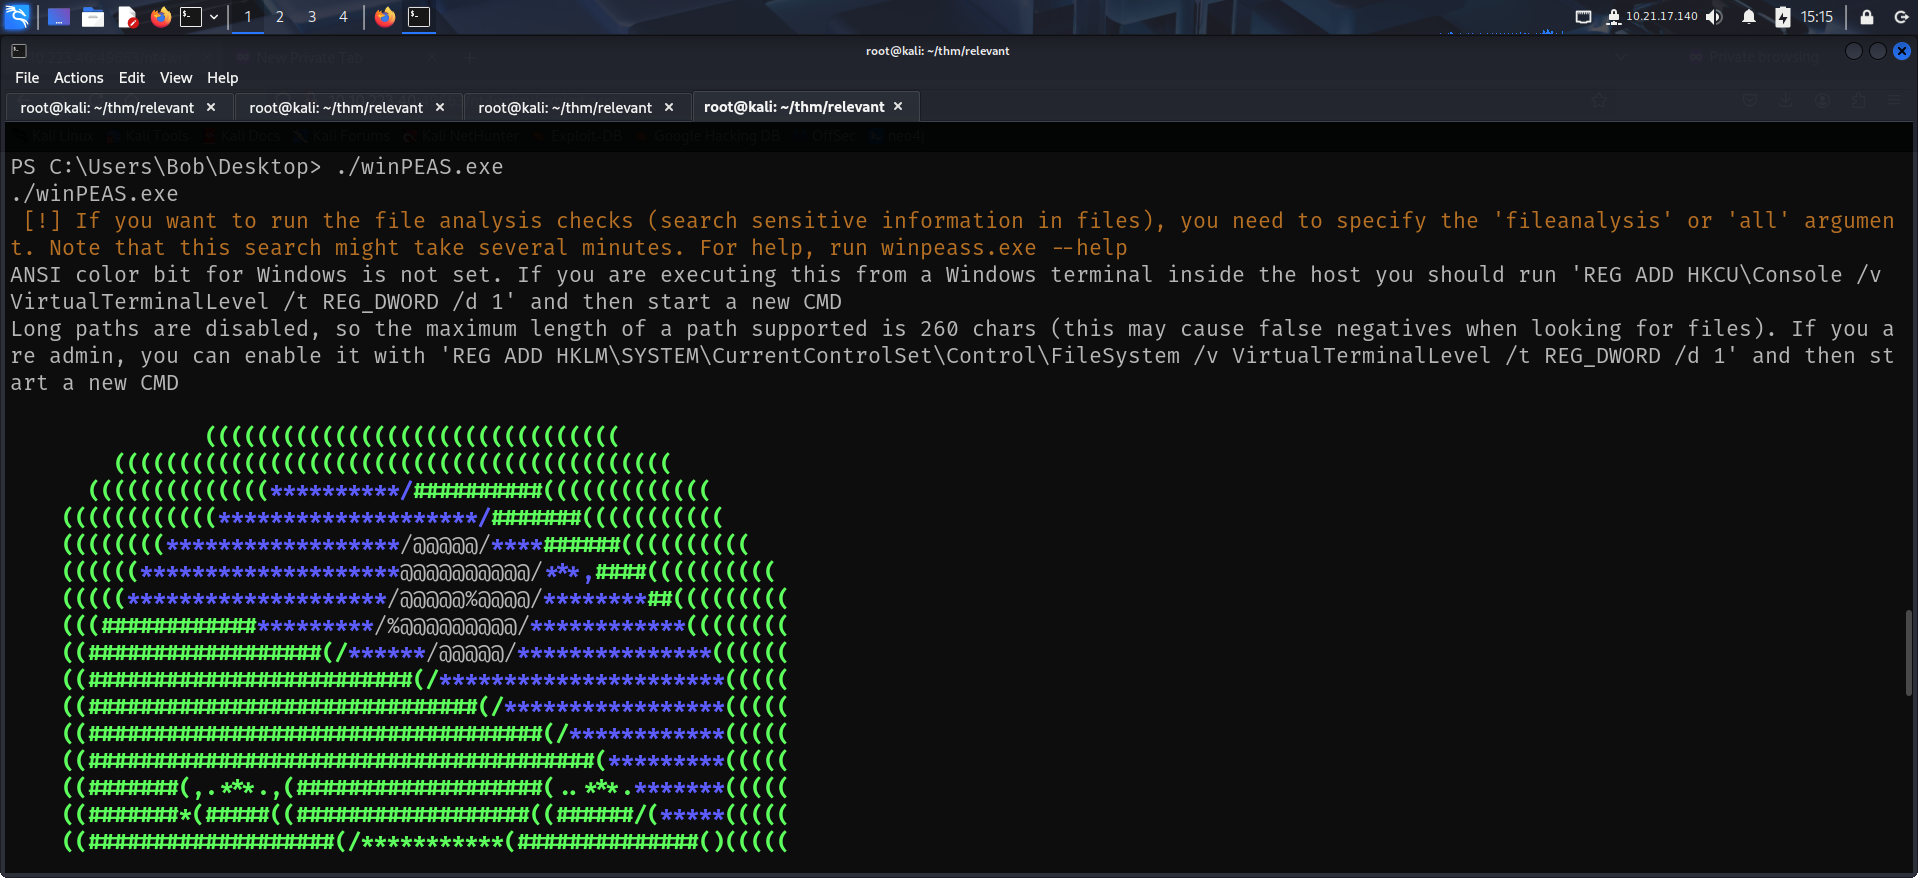 1 2 3 4 10.21.17.140 15:15
root@kali: ~/thm/relevant
File Actions Edit View Help
root@kali: ~/thm/relevant × root@kali: ~/thm/relevant × root@kali: ~/thm/relevant × root@kali: ~/thm/relevant ×
PS C:\Users\Bob\Desktop> ./winPEAS.exe
./winPEAS.exe
[!] If you want to run the file analysis checks (search sensitive information in files), you need to specify the 'fileanalysis' or 'all' argumen
t. Note that this search might take several minutes. For help, run winpeass.exe --help
ANSI color bit for Windows is not set. If you are executing this from a Windows terminal inside the host you should run 'REG ADD HKCU\Console /v
VirtualTerminalLevel /t REG_DWORD /d 1' and then start a new CMD
Long paths are disabled, so the maximum length of a path supported is 260 chars (this may cause false negatives when looking for files). If you a
re admin, you can enable it with 'REG ADD HKLM\SYSTEM\CurrentControlSet\Control\FileSystem /v VirtualTerminalLevel /t REG_DWORD /d 1' and then st
art a new CMD